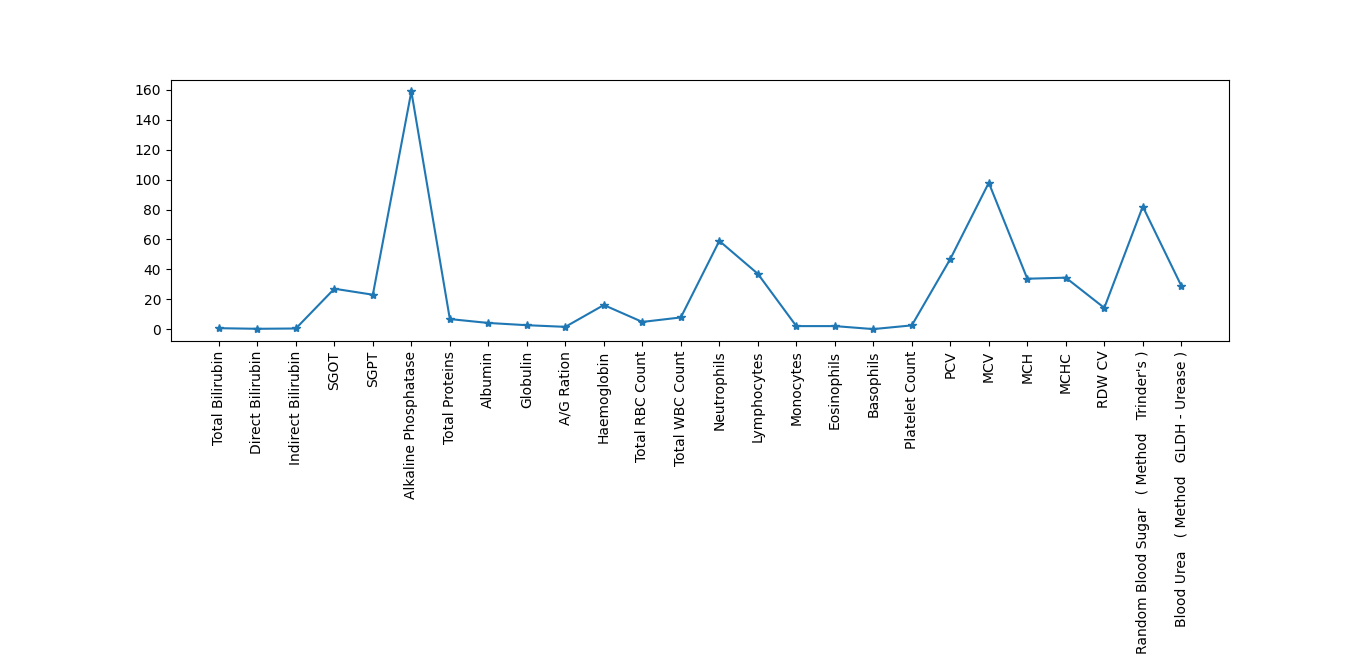 160
140
120
100
80
60
40
20
0
Total Bilirubin
Direct Bilirubin
Indirect Bilirubin
SGOT
SGPT
Alkaline Phosphatase
Total Proteins
Albumin
Globulin
A/G Ration
Haemoglobin
Total RBC Count
Total WBC Count
Neutrophils
Lymphocytes
Monocytes
Eosinophils
Basophils
Platelet Count
PCV
MCV
MCH
MCHC
RDW CV
Random Blood Sugar ( Method Trinder's )
Blood Urea ( Method GLDH - Urease )